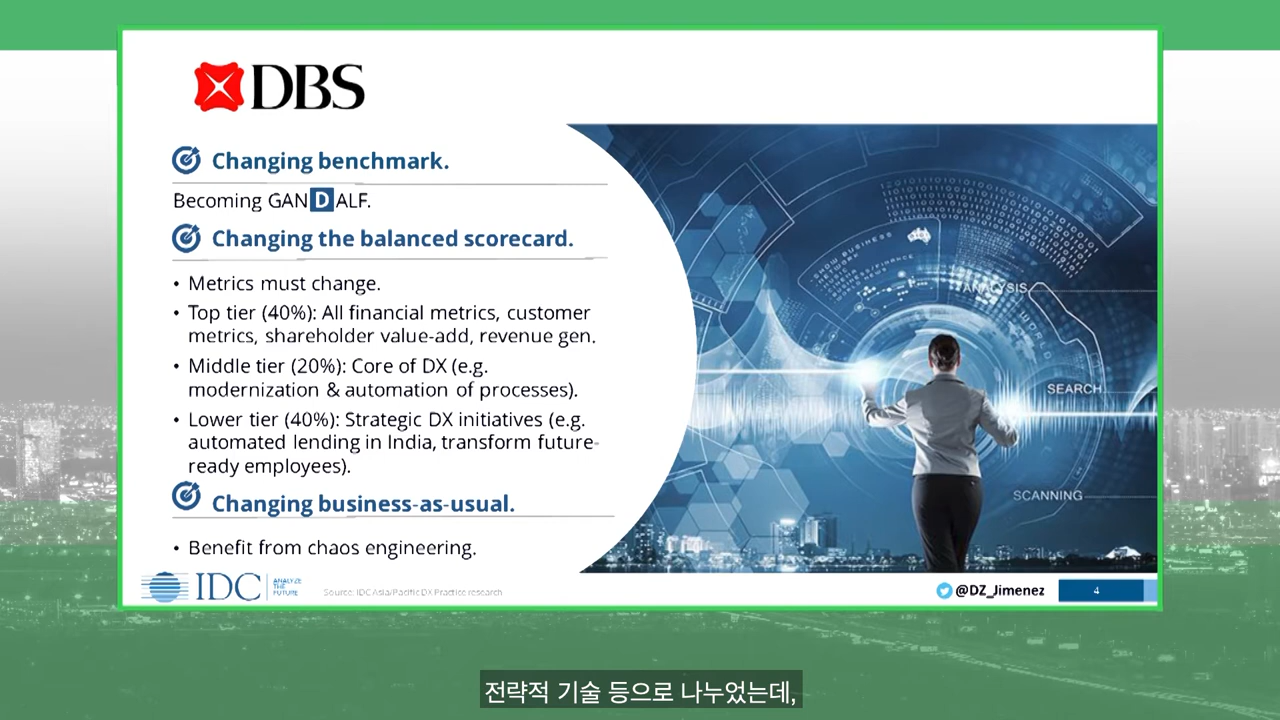 DBS
Changing benchmark.
Becoming GANDALF.
Changing the balanced scorecard.
• Metrics must change.
• Top tier (40%): All financial metrics, customer
metrics, shareholder value-add, revenue gen.
• Middle tier (20%): Core of DX (e.g.
modernization & automation of processes).
• Lower tier (40%): Strategic DX initiatives (e.g.
automated lending in India, transform future-
ready employees).
Changing business-as-usual.
• Benefit from chaos engineering.
SHOW BUSINESS
NETWORK
ANALYSIS
WORLD
SEARCH
SCANNING
IDC
ANALYZE
THE
FUTURE
Source: IDC Asia/Pacific DX Practice research
@DZ_Jimenez
4
전략적 기술 등으로 나누었는데,